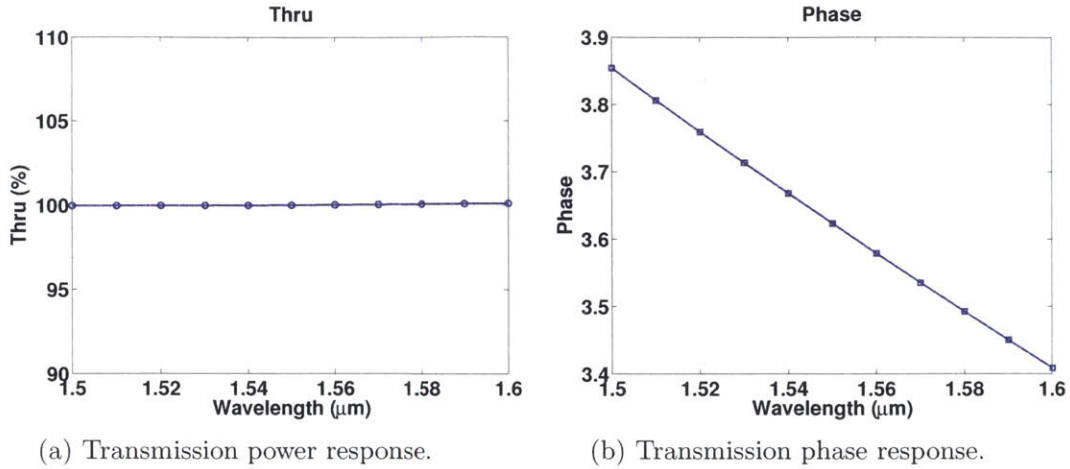 Thru
110
105
100
95
90
Thru (%)
1.5
1.52
1.54
1.56
1.58
1.6
Wavelength (μm)
(a) Transmission power response.
Phase
3.9
3.8
3.7
3.6
3.5
3.4
Phase
1.5
1.52
1.54
1.56
1.58
1.6
Wavelength (μm)
(b) Transmission phase response.